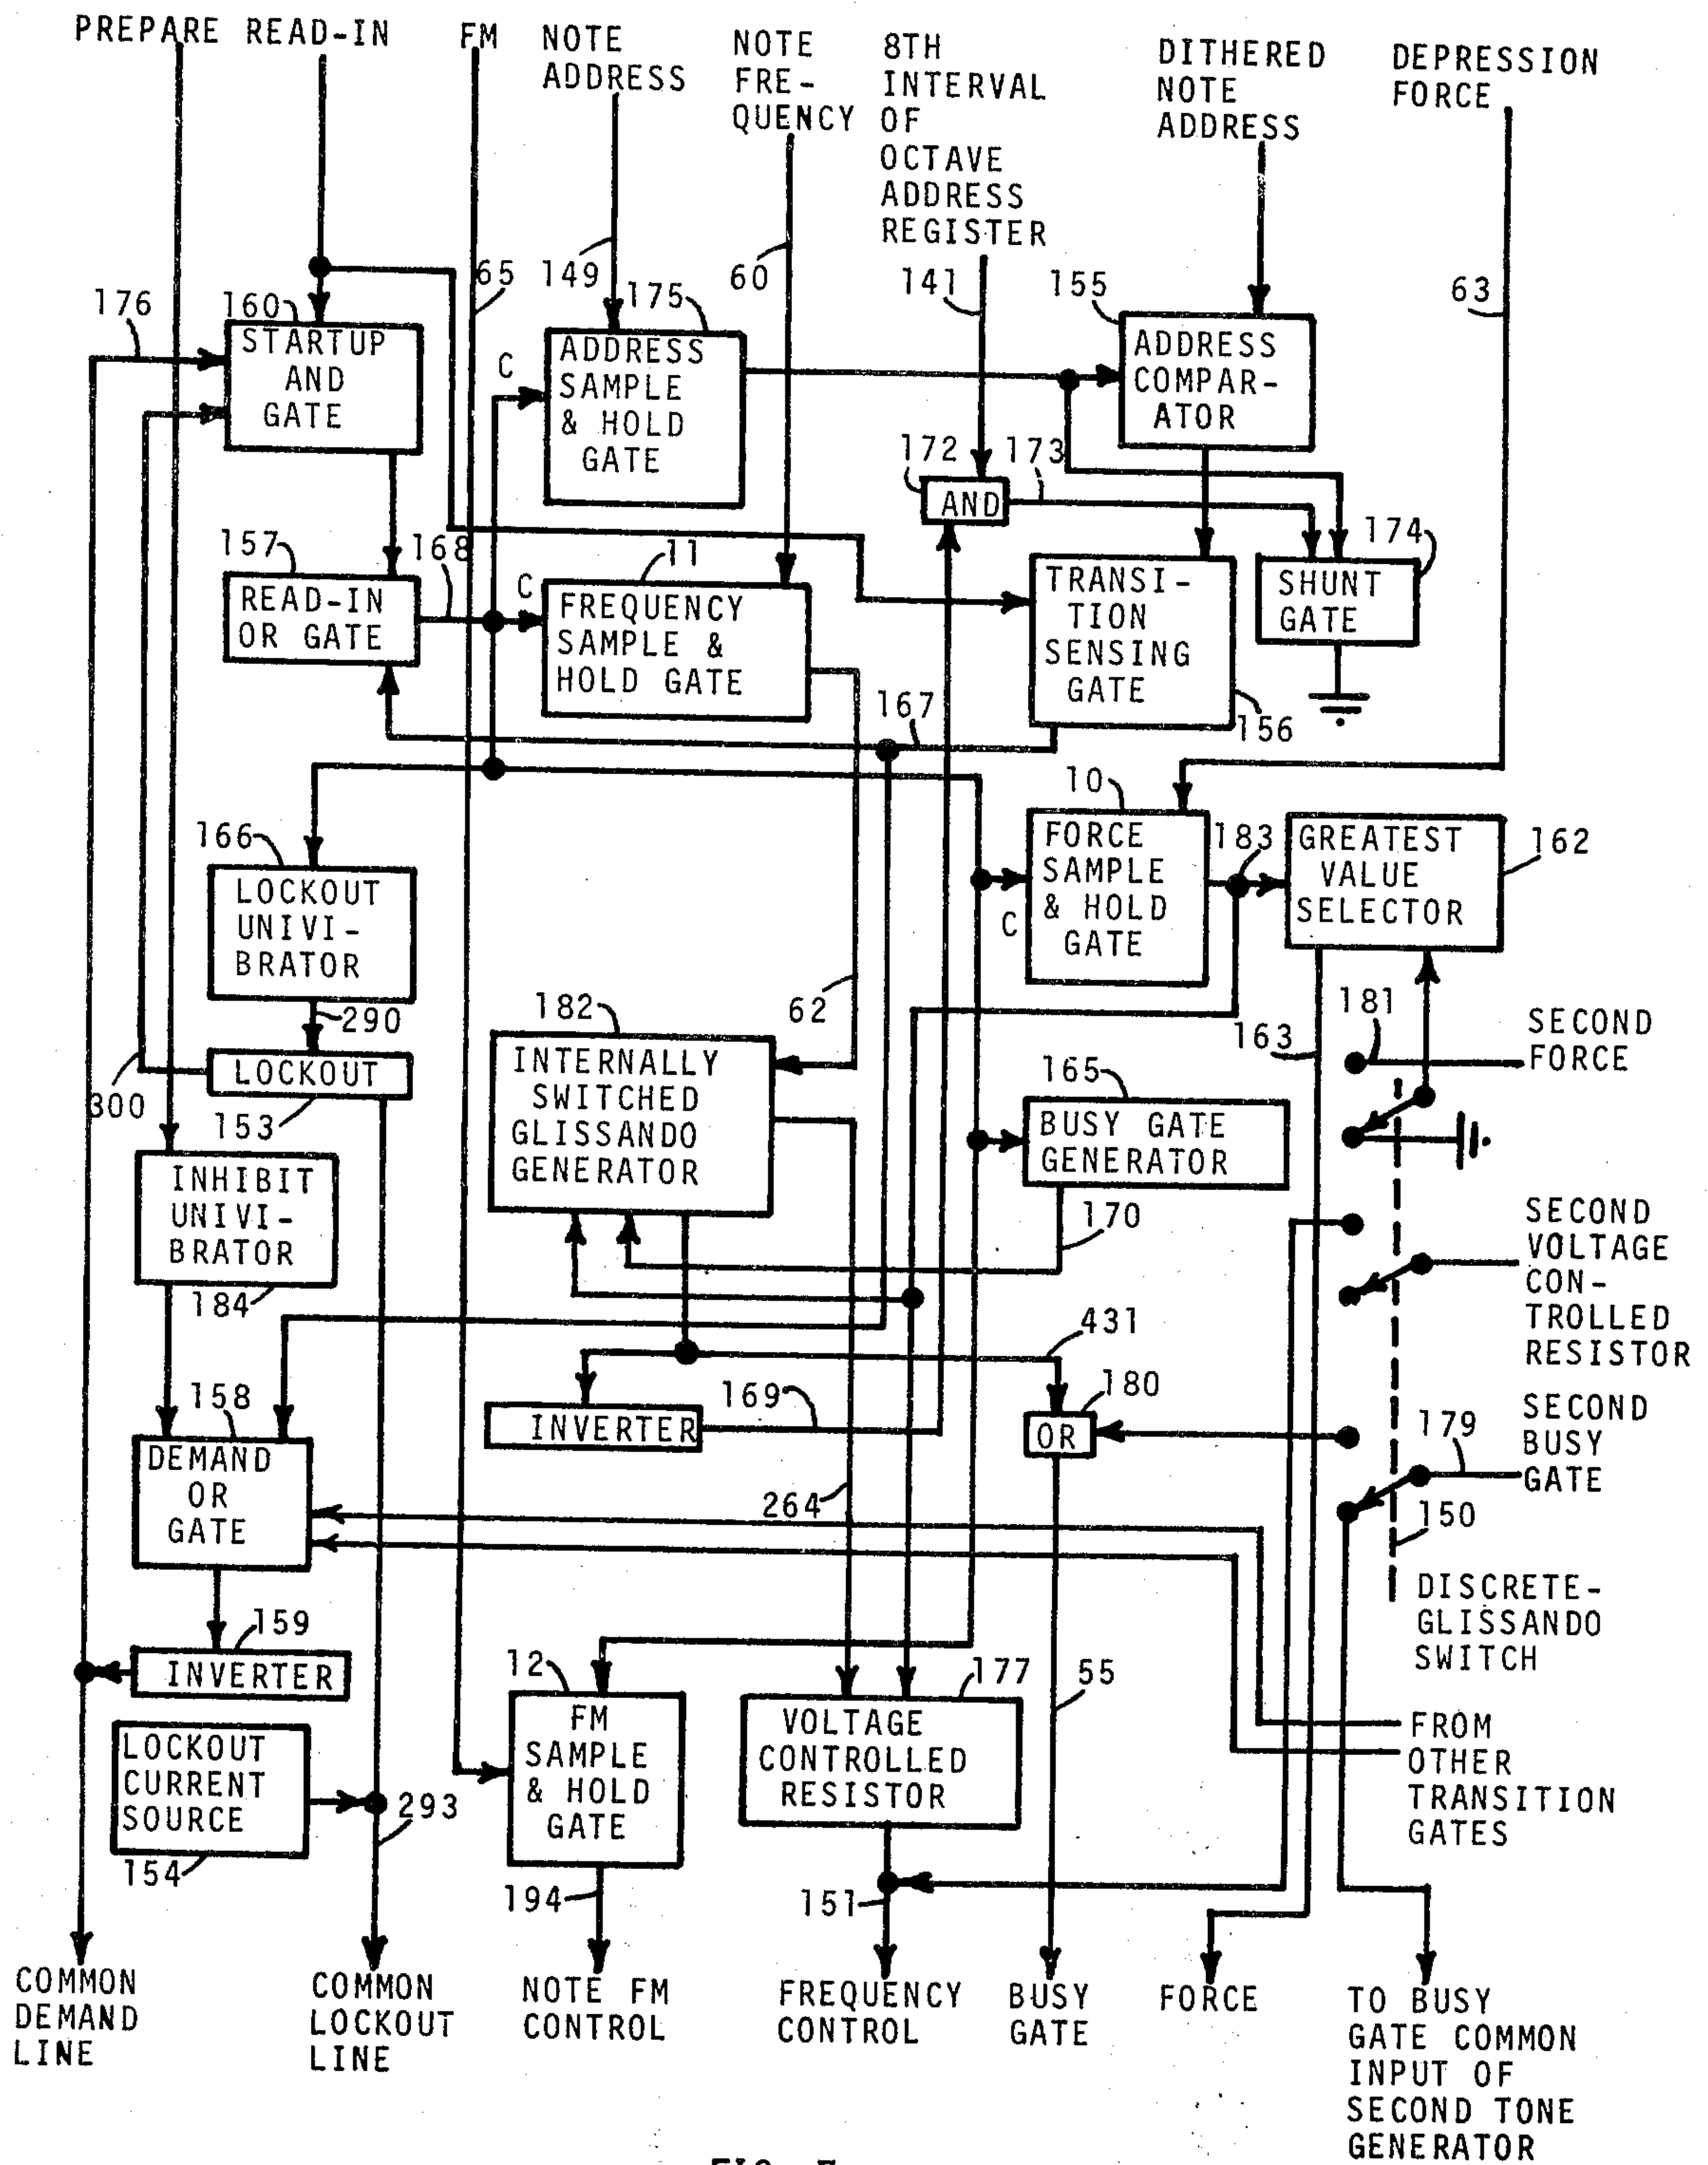 PREPARE READ-IN
FM
NOTE
ADDRESS
NOTE
FRE-
QUENCY
8TH
INTERVAL
OF
OCTAVE
ADDRESS
REGISTER
DITHERED
NOTE
ADDRESS
DEPRESSION
FORCE
176
160
65
149
175
60
141
155
63
STARTUP
AND
GATE
C
ADDRESS
SAMPLE
& HOLD
GATE
ADDRESS
COMPAR-
ATOR
172
173
AND
174
157
168
READ-IN
OR GATE
C
11
FREQUENCY
SAMPLE &
HOLD GATE
TRANSI-
TION
SENSING
GATE
156
SHUNT
GATE
167
10
FORCE
SAMPLE
& HOLD
GATE
C
183
GREATEST
VALUE
SELECTOR
162
166
LOCKOUT
UNIVI-
BRATOR
290
LOCKOUT
300
153
182
62
INTERNALLY
SWITCHED
GLISSANDO
GENERATOR
163
181
SECOND
FORCE
165
BUSY GATE
GENERATOR
170
INHIBIT
UNIVI-
BRATOR
184
SECOND
VOLTAGE
CON-
TROLLED
RESISTOR
431
158
DEMAND
OR
GATE
INVERTER
169
180
OR
179
SECOND
BUSY
GATE
264
150
DISCRETE-
GLISSANDO
SWITCH
159
INVERTER
LOCKOUT
CURRENT
SOURCE
154
293
12
FM
SAMPLE
& HOLD
GATE
194
177
VOLTAGE
CONTROLLED
RESISTOR
151
55
FROM
OTHER
TRANSITION
GATES
COMMON
DEMAND
LINE
COMMON
LOCKOUT
LINE
NOTE FM
CONTROL
FREQUENCY
CONTROL
BUSY
GATE
FORCE
TO BUSY
GATE COMMON
INPUT OF
SECOND TONE
GENERATOR